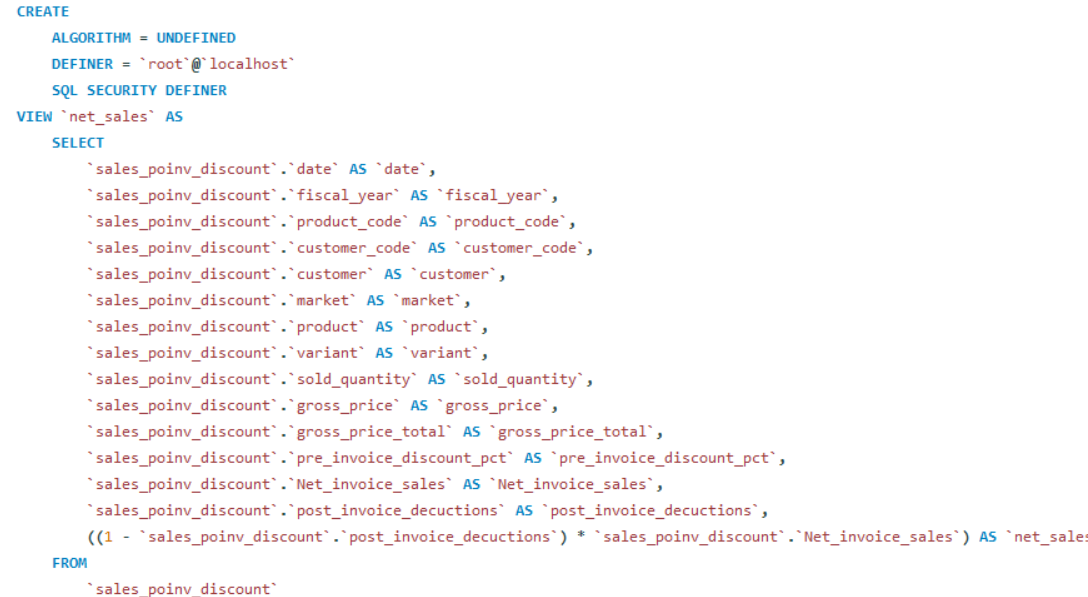 CREATE
    ALGORITHM = UNDEFINED
    DEFINER = `root`@`localhost`
    SQL SECURITY DEFINER
VIEW `net_sales` AS
    SELECT
        `sales_poinv_discount`.`date` AS `date`,
        `sales_poinv_discount`.`fiscal_year` AS `fiscal_year`,
        `sales_poinv_discount`.`product_code` AS `product_code`,
        `sales_poinv_discount`.`customer_code` AS `customer_code`,
        `sales_poinv_discount`.`customer` AS `customer`,
        `sales_poinv_discount`.`market` AS `market`,
        `sales_poinv_discount`.`product` AS `product`,
        `sales_poinv_discount`.`variant` AS `variant`,
        `sales_poinv_discount`.`sold_quantity` AS `sold_quantity`,
        `sales_poinv_discount`.`gross_price` AS `gross_price`,
        `sales_poinv_discount`.`gross_price_total` AS `gross_price_total`,
        `sales_poinv_discount`.`pre_invoice_discount_pct` AS `pre_invoice_discount_pct`,
        `sales_poinv_discount`.`Net_invoice_sales` AS `Net_invoice_sales`,
        `sales_poinv_discount`.`post_invoice_decuctions` AS `post_invoice_decuctions`,
        ((1 - `sales_poinv_discount`.`post_invoice_decuctions`) * `sales_poinv_discount`.`Net_invoice_sales`) AS `net_sales
    FROM
        `sales_poinv_discount`